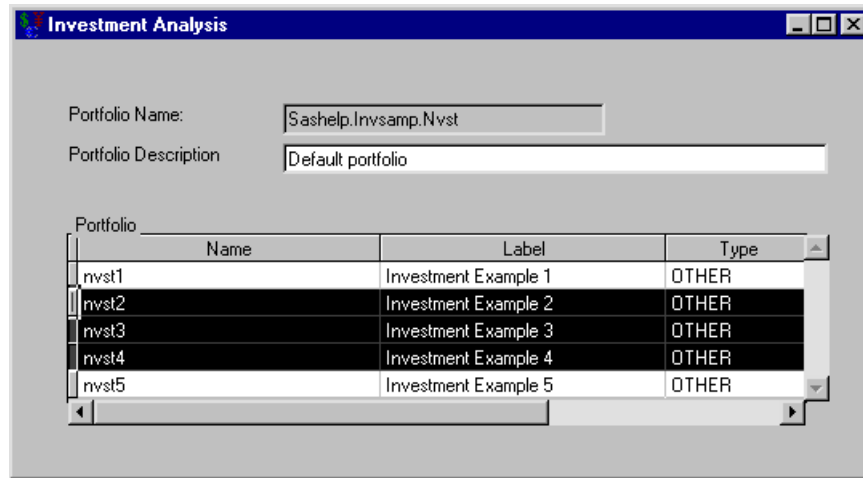 Investment Analysis
Portfolio Name: Sashelp.Invsamp.Nvst
Portfolio Description Default portfolio
Portfolio
Name Label Type
nvst1 Investment Example 1 OTHER
nvst2 Investment Example 2 OTHER
nvst3 Investment Example 3 OTHER
nvst4 Investment Example 4 OTHER
nvst5 Investment Example 5 OTHER